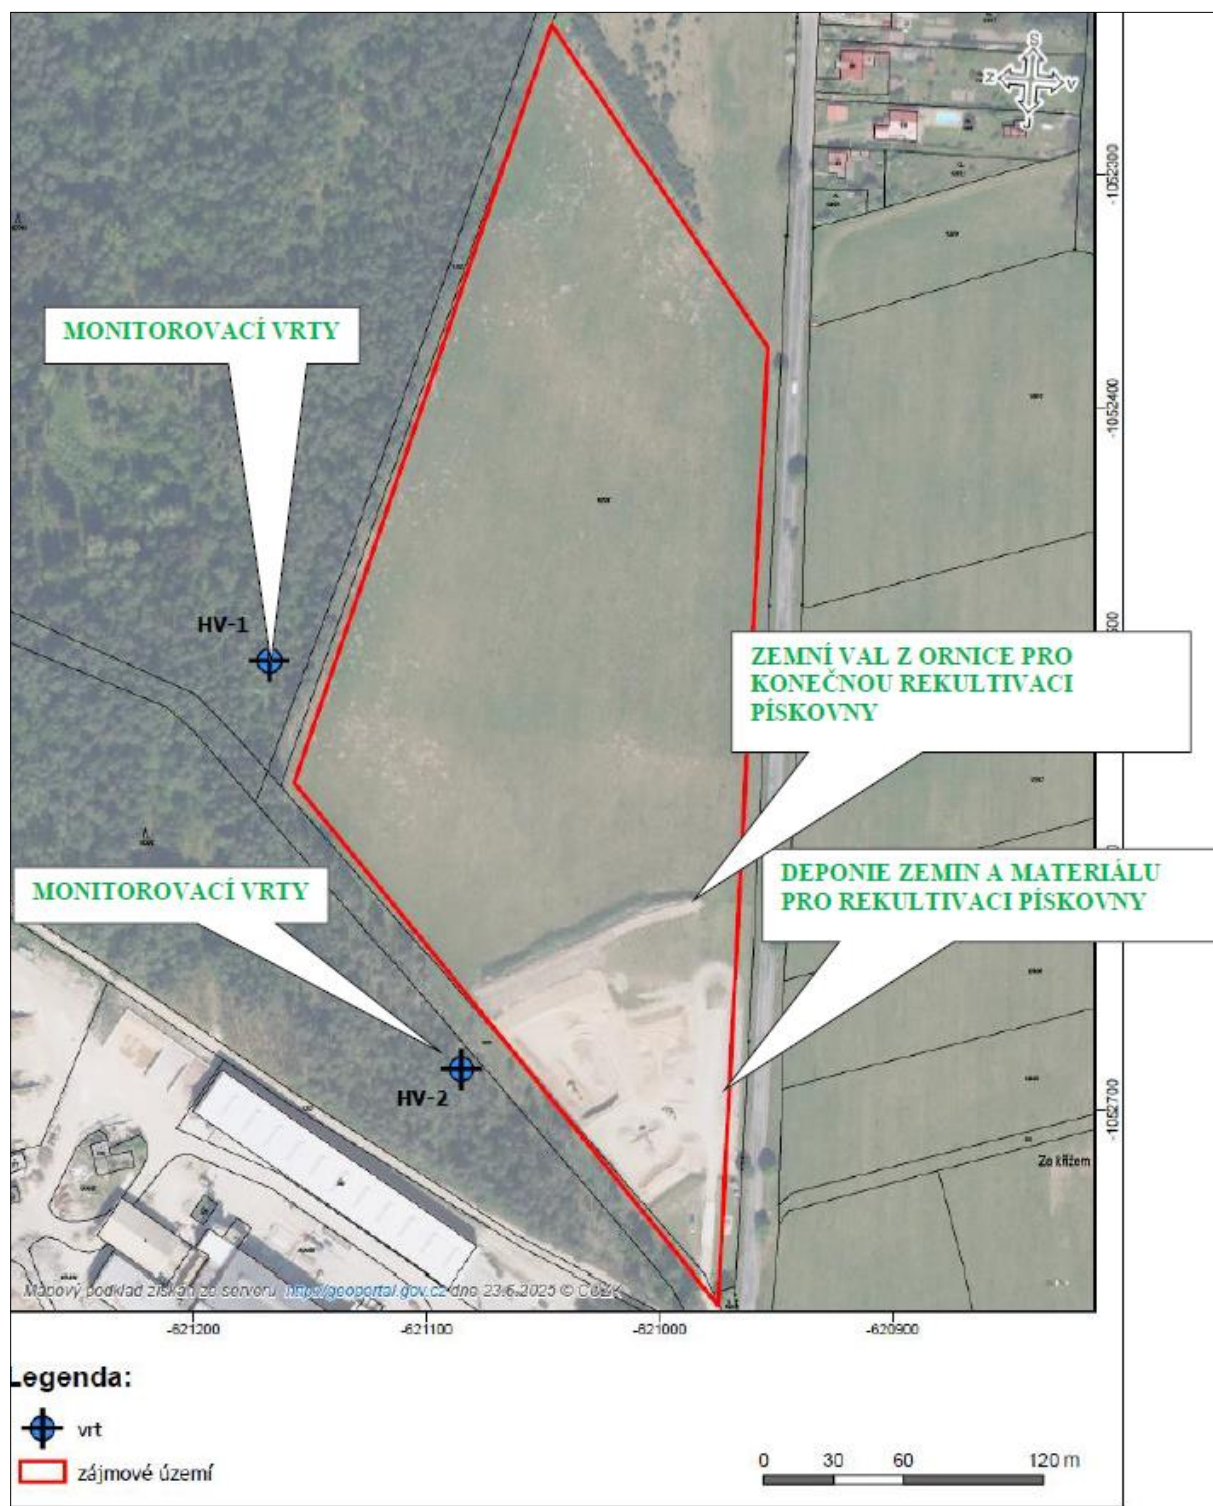 S
Z
V
J
-1052300
MONITOROVACÍ VRTY
-1052400
HV-1
ZEMNÍ VAL Z ORNICE PRO
KONEČNOU REKULTIVACI
PÍSKOVNY
DEPONIE ZEMIN A MATERIÁLU
PRO REKULTIVACI PÍSKOVNY
MONITOROVACÍ VRTY
HV-2
-1052700
Za křížem
Mapový podklad získán ze serveru https://geoportal.gov.cz dne 23.6.2025 © ČÚZK
-621200
-621100
-621000
-620900
Legenda:
vrt
zájmové území
0 30 60 120 m